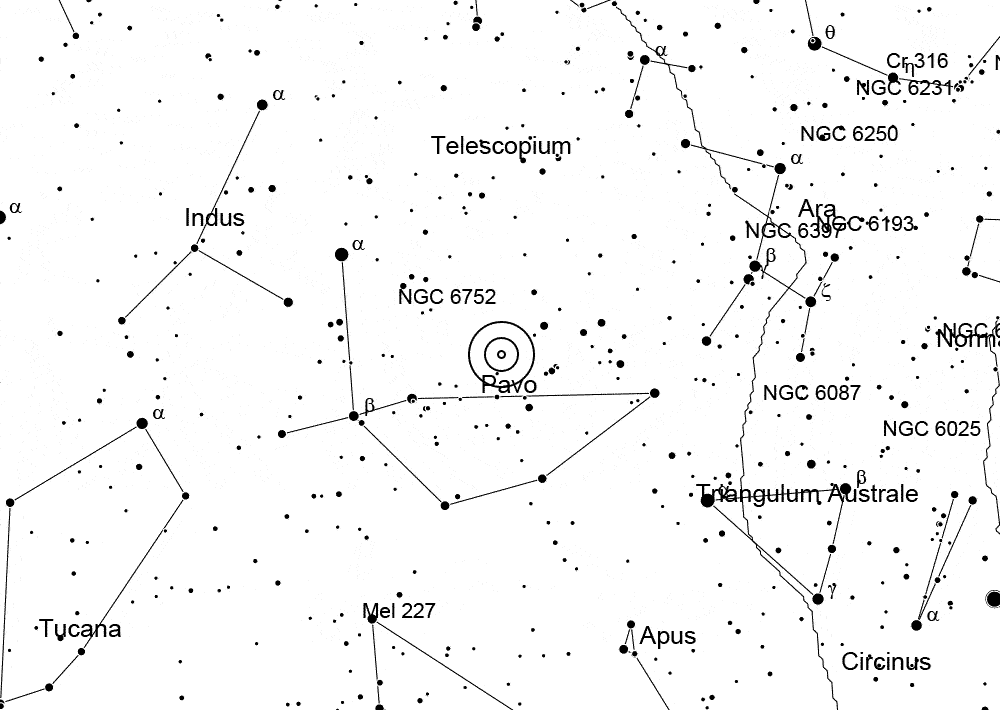 θ
α
Cr 316
η
N
NGC 6231
α
NGC 6250
Telescopium
α
α
Ara
Indus
NGC 6193
NGC 6397
α
β
γ
ζ
NGC 6752
Norma
Pavo
NGC 6087
β
α
NGC 6025
β
α
Triangulum Australe
γ
Mel 227
α
Tucana
Apus
Circinus